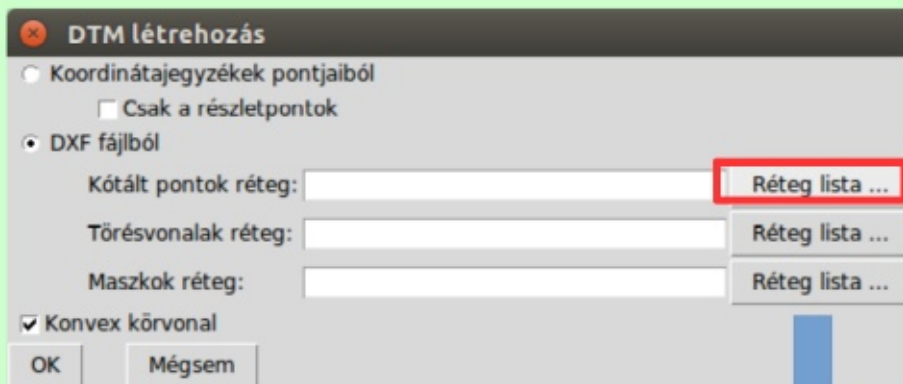 DTM létrehozás
Koordinátajegyzékek pontjaiból
Csak a részletpontok
DXF fájlból
Kótált pontok réteg: Réteg lista ...
Törésvonalak réteg: Réteg lista ...
Maszkok réteg: Réteg lista ...
Konvex körvonal
OK Mégsem